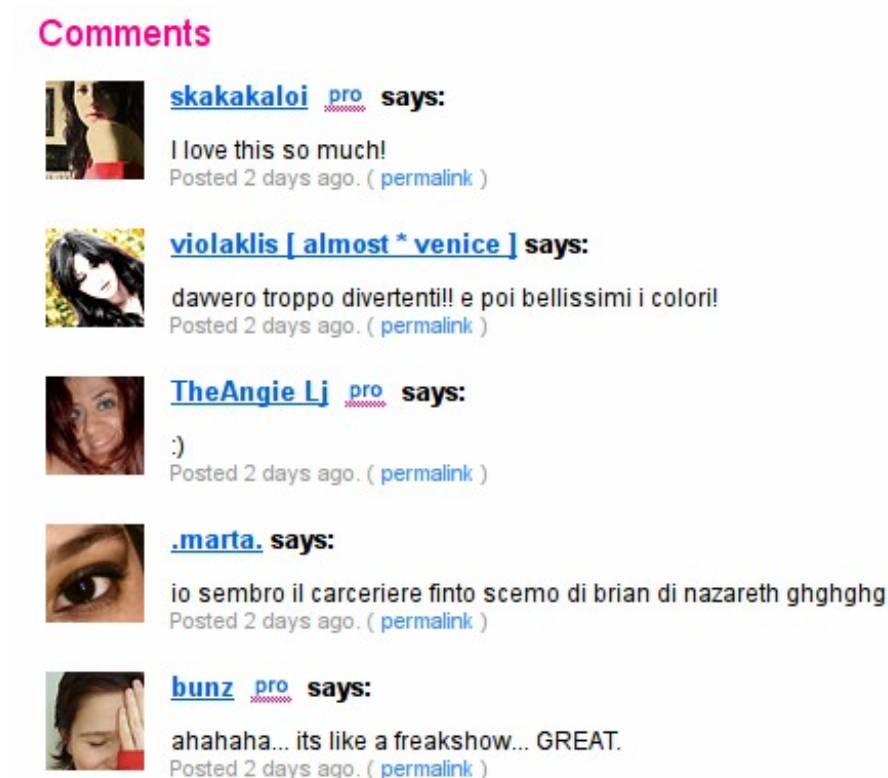 Comments
skakakaloi pro says:
I love this so much!
Posted 2 days ago. ( permalink )
violaklis [ almost * venice ] says:
davvero troppo divertenti!! e poi bellissimi i colori!
Posted 2 days ago. ( permalink )
TheAngie Lj pro says:
:)
Posted 2 days ago. ( permalink )
.marta. says:
io sembro il carceriere finto scemo di brian di nazareth ghghghg
Posted 2 days ago. ( permalink )
bunz pro says:
ahahaha... its like a freakshow... GREAT.
Posted 2 days ago. ( permalink )